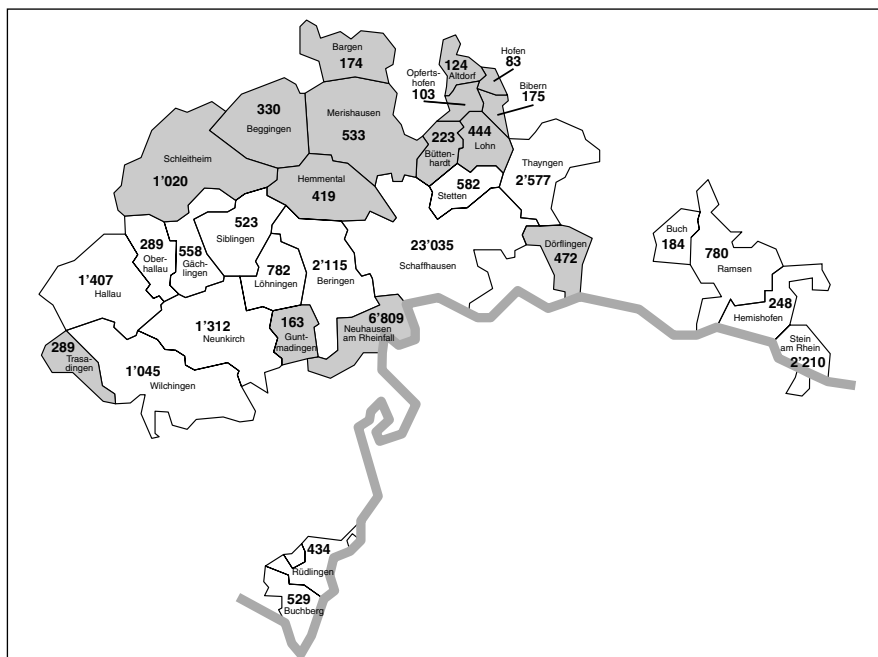 Bargen
174
Hofen
83
124
Altdorf
Opferts-
hofen
103
Bibern
175
330
Beggingen
Merishausen
533
223
Bütten-
hardt
444
Lohn
Schleitheim
1'020
Thayngen
2'577
Hemmental
419
582
Stetten
523
Siblingen
289
Ober-
hallau
558
Gäch-
lingen
23'035
Schaffhausen
Dörflingen
472
Buch
184
780
Ramsen
1'407
Hallau
782
Löhningen
2'115
Beringen
248
Hemishofen
1'312
Neunkirch
163
Gunt-
madingen
6'809
Neuhausen
am Rheinfall
Stein
am Rhein
2'210
289
Trasa-
dingen
1'045
Wilchingen
434
Rüdlingen
529
Buchberg